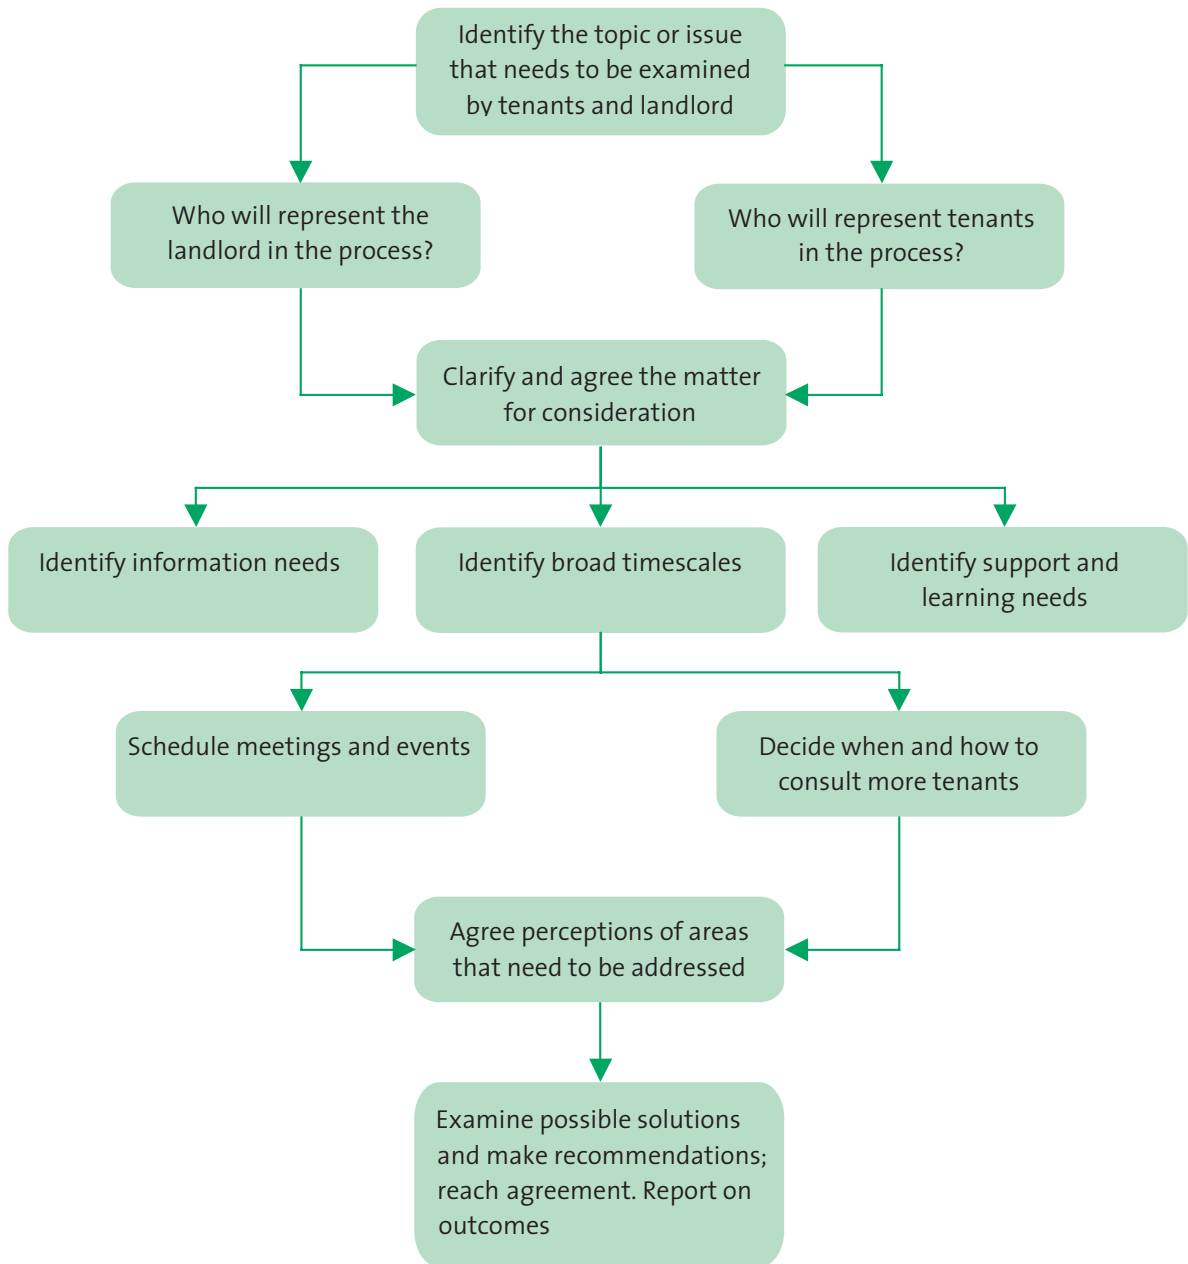 Identify the topic or issue
that needs to be examined
by tenants and landlord
Who will represent the
landlord in the process?
Who will represent tenants
in the process?
Clarify and agree the matter
for consideration
Identify information needs
Identify broad timescales
Identify support and
learning needs
Schedule meetings and events
Decide when and how to
consult more tenants
Agree perceptions of areas
that need to be addressed
Examine possible solutions
and make recommendations;
reach agreement. Report on
outcomes